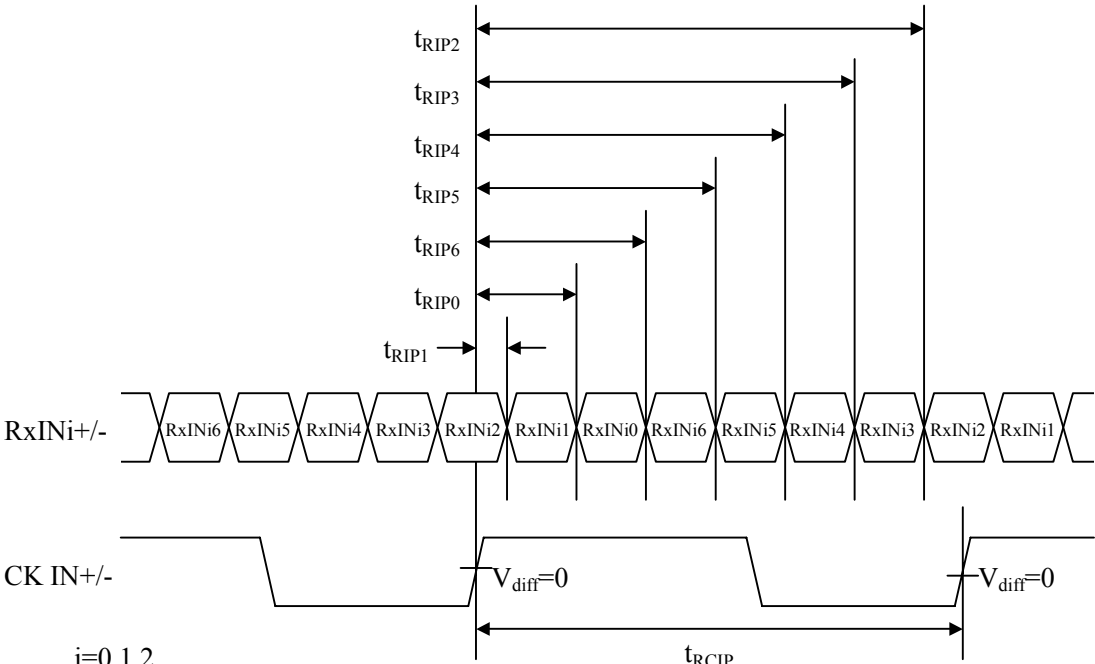 tRIP2
tRIP3
tRIP4
tRIP5
tRIP6
tRIP0
tRIP1
RxINi+/- RxINi6 RxINi5 RxINi4 RxINi3 RxINi2 RxINi1 RxINi0 RxINi6 RxINi5 RxINi4 RxINi3 RxINi2 RxINi1
CK IN+/- Vdiff=0 Vdiff=0
i=0,1,2 tRCIP